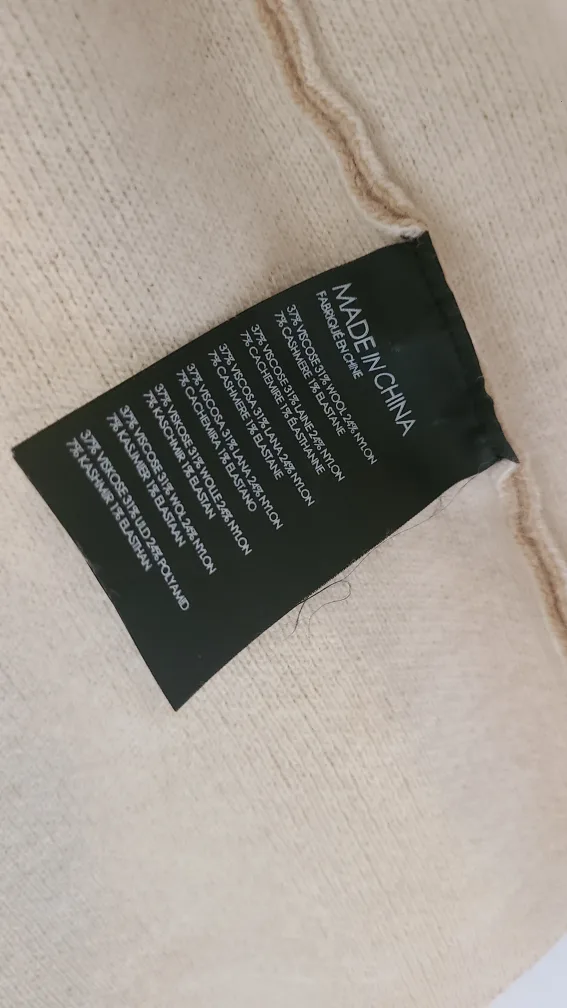 MADE IN CHINA
FABRIQUÉ EN CHINE
37% VISCOSE 31% WOOL 24% NYLON
7% CASHMERE 1% ELASTANE
37% VISCOSE 31% LAINE 24% NYLON
7% CACHEMIRE 1% ÉLASTHANNE
37% VISCOSA 31% LANA 24% NYLON
7% CASHMERE 1% ELASTANE
37% VISCOSA 31% LANA 24% NYLON
7% CACHEMIRA 1% ELASTANO
37% VISKOSE 31% WOLLE 24% NYLON
7% KASCHMIR 1% ELASTAN
37% VISCOSE 31% WOL 24% NYLON
7% KASJMIER 1% ELASTAAN
37% VISCOSE 31% ULD 24% POLYAMID
7% KASHMIR 1% ELASTHAN